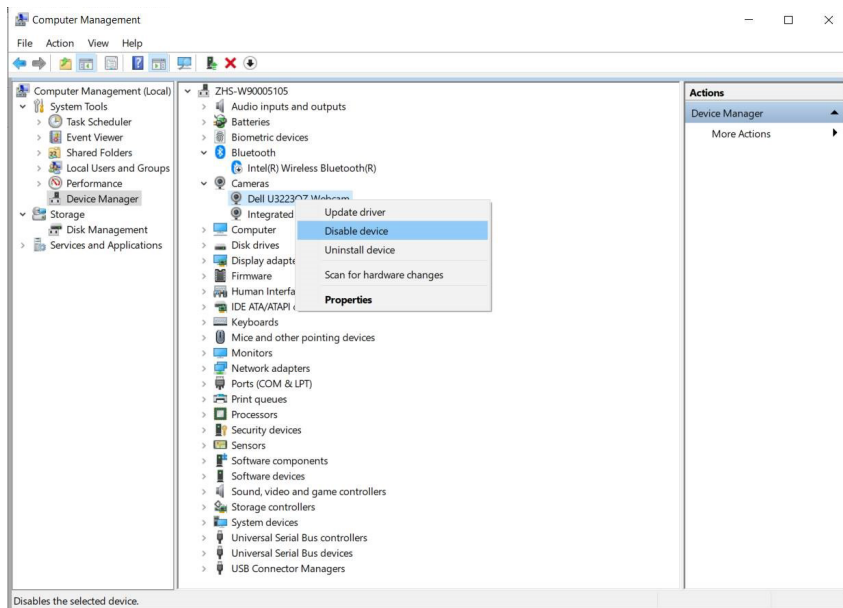 Computer Management
File Action View Help
Computer Management (Local)
System Tools
Task Scheduler
Event Viewer
Shared Folders
Local Users and Groups
Performance
Device Manager
Storage
Disk Management
Services and Applications
ZHS-W90005105
Audio inputs and outputs
Batteries
Biometric devices
Bluetooth
Intel(R) Wireless Bluetooth(R)
Cameras
Dell U3223QZ Webcam
Integrated
Computer
Disk drives
Display adapte
Firmware
Human Interfa
IDE ATA/ATAPI
Keyboards
Mice and other pointing devices
Monitors
Network adapters
Ports (COM & LPT)
Print queues
Processors
Security devices
Sensors
Software components
Software devices
Sound, video and game controllers
Storage controllers
System devices
Universal Serial Bus controllers
Universal Serial Bus devices
USB Connector Managers
Update driver
Disable device
Uninstall device
Scan for hardware changes
Properties
Actions
Device Manager
More Actions
Disables the selected device.